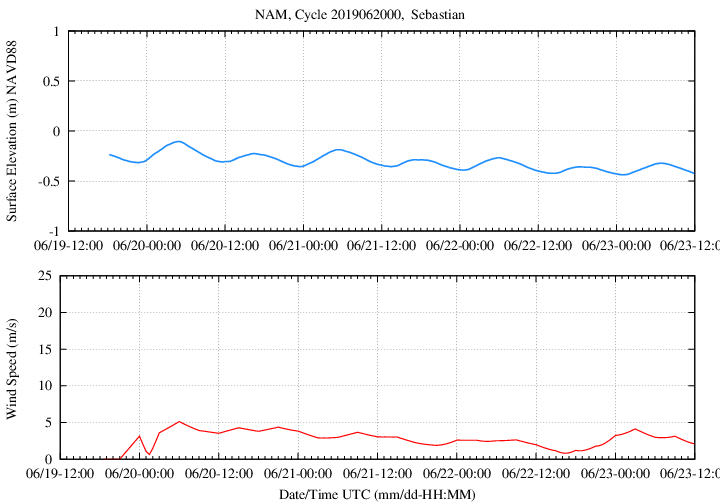 NAM, Cycle 2019062000,  Sebastian
Surface Elevation (m) NAVD88
1
0.5
0
-0.5
-1
06/19-12:00 06/20-00:00 06/20-12:00 06/21-00:00 06/21-12:00 06/22-00:00 06/22-12:00 06/23-00:00 06/23-12:0
Wind Speed (m/s)
25
20
15
10
5
0
06/19-12:00 06/20-00:00 06/20-12:00 06/21-00:00 06/21-12:00 06/22-00:00 06/22-12:00 06/23-00:00 06/23-12:0
Date/Time UTC (mm/dd-HH:MM)